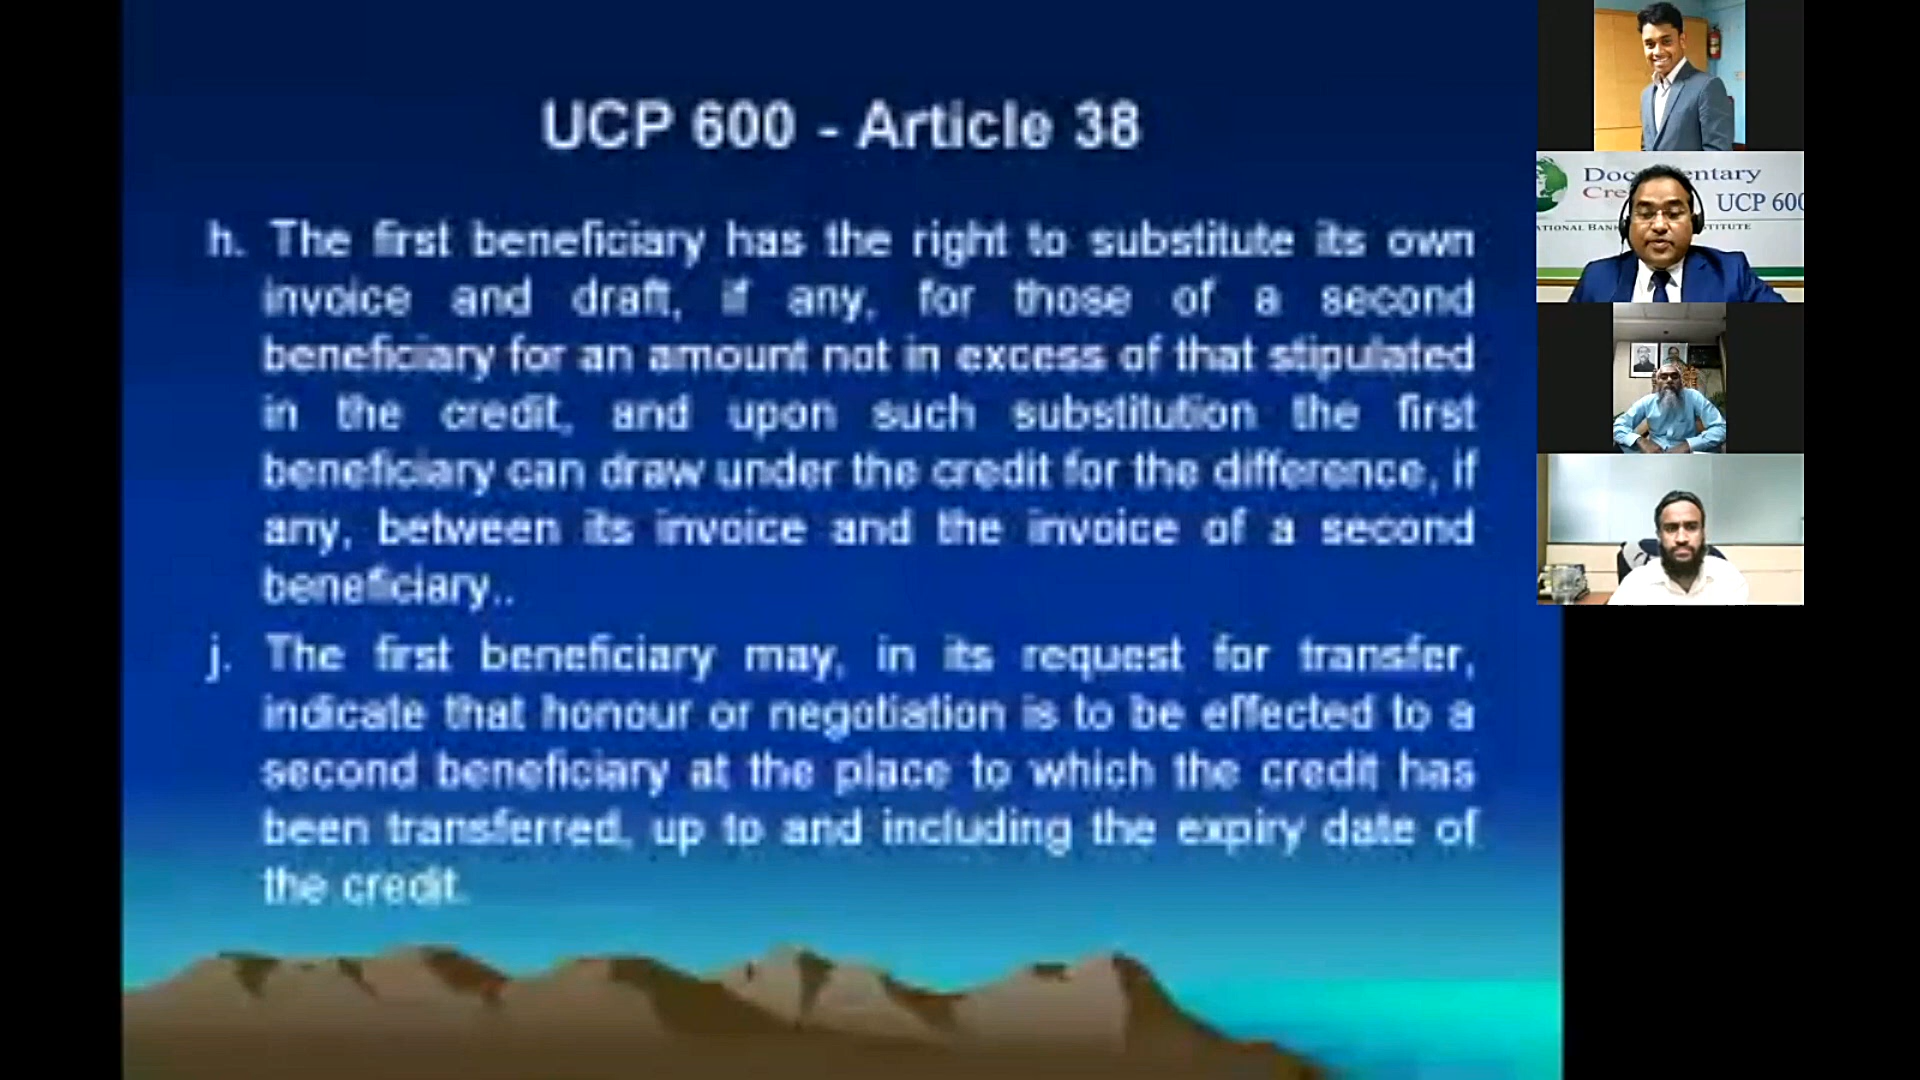 UCP 600 - Article 38
h. The first beneficiary has the right to substitute its own
invoice and draft, if any, for those of a second
beneficiary for an amount not in excess of that stipulated
in the credit, and upon such substitution the first
beneficiary can draw under the credit for the difference, if
any, between its invoice and the invoice of a second
beneficiary..
j. The first beneficiary may, in its request for transfer,
indicate that honour or negotiation is to be effected to a
second beneficiary at the place to which the credit has
been transferred, up to and including the expiry date of
the credit.
UCP 600